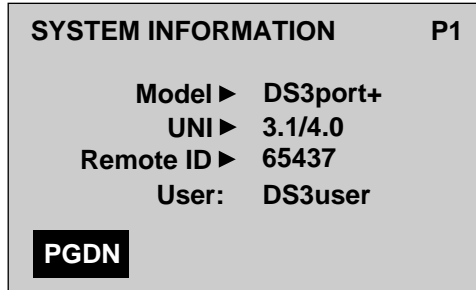 SYSTEM INFORMATION P1
Model ► DS3port+
UNI ► 3.1/4.0
Remote ID ► 65437
User: DS3user
PGDN